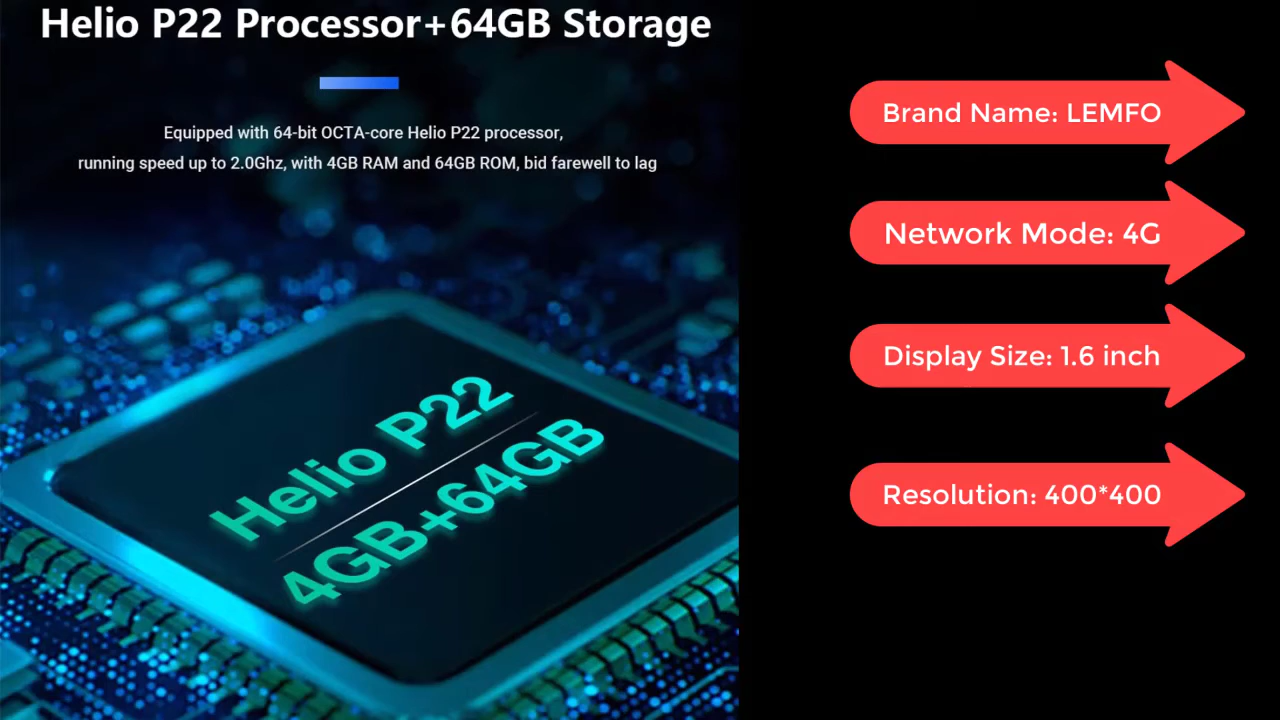 Helio P22 Processor+64GB Storage
Equipped with 64-bit OCTA-core Helio P22 processor,
running speed up to 2.0Ghz, with 4GB RAM and 64GB ROM, bid farewell to lag
Helio P22
4GB+64GB
Brand Name: LEMFO
Network Mode: 4G
Display Size: 1.6 inch
Resolution: 400*400